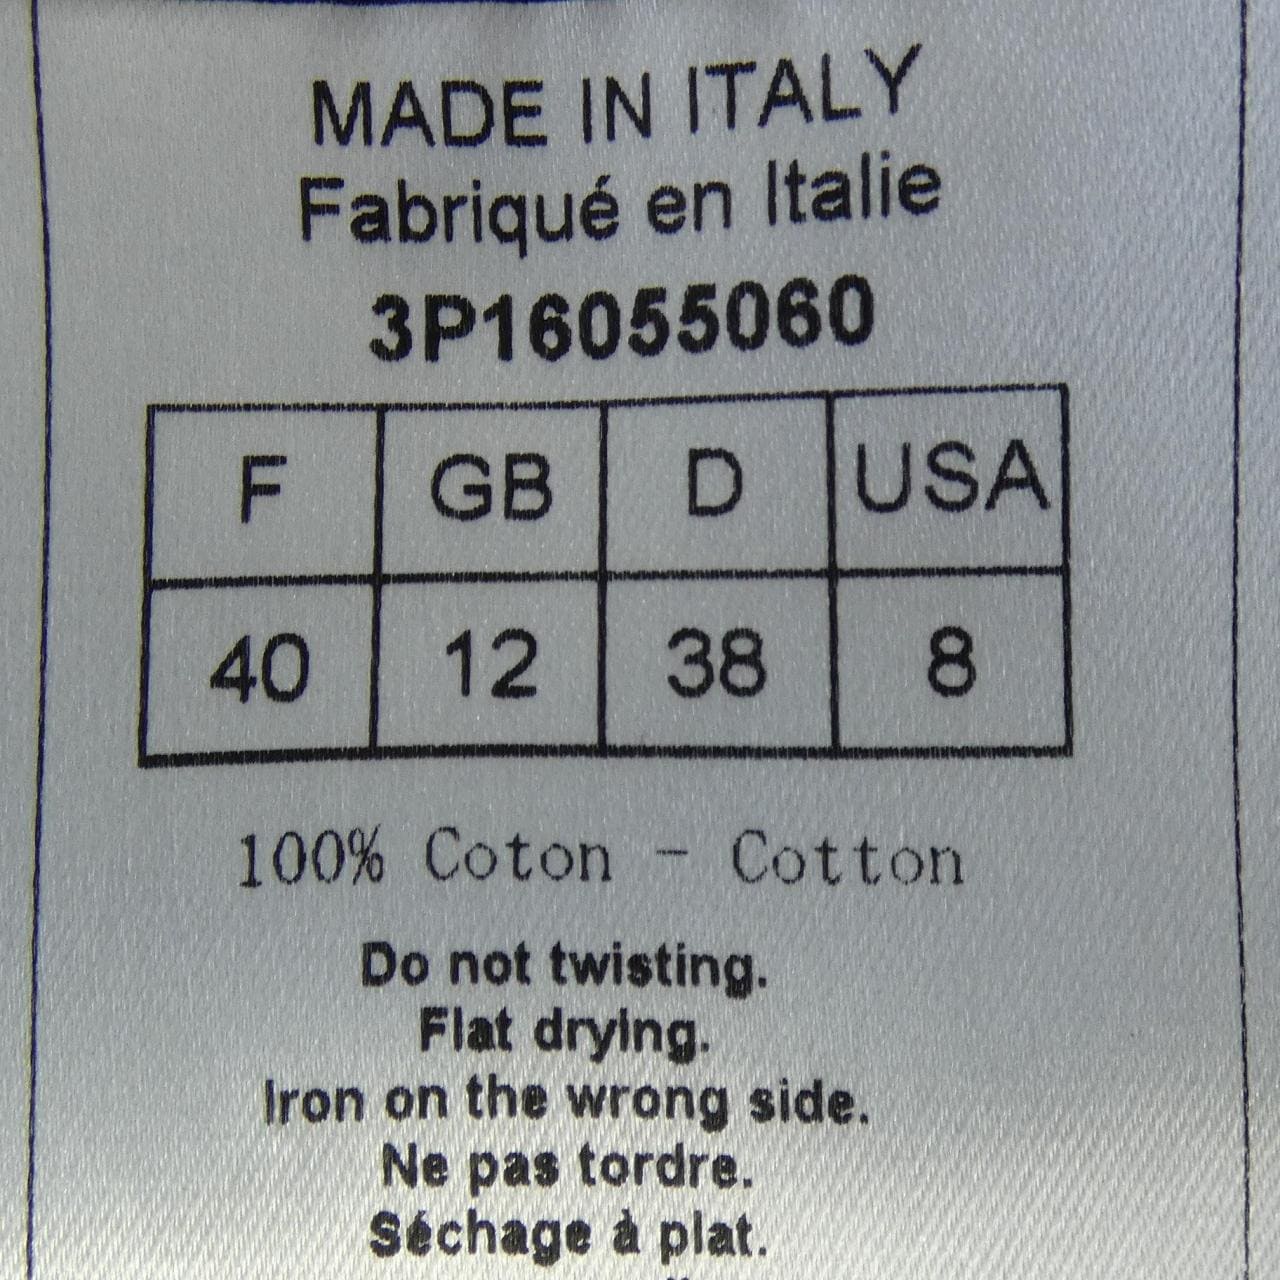 MADE IN ITALY
Fabriqué en Italie
3P16055060
F GB D USA
40 12 38 8
100% Coton - Cotton
Do not twisting.
Flat drying.
Iron on the wrong side.
Ne pas tordre.
Séchage à plat.